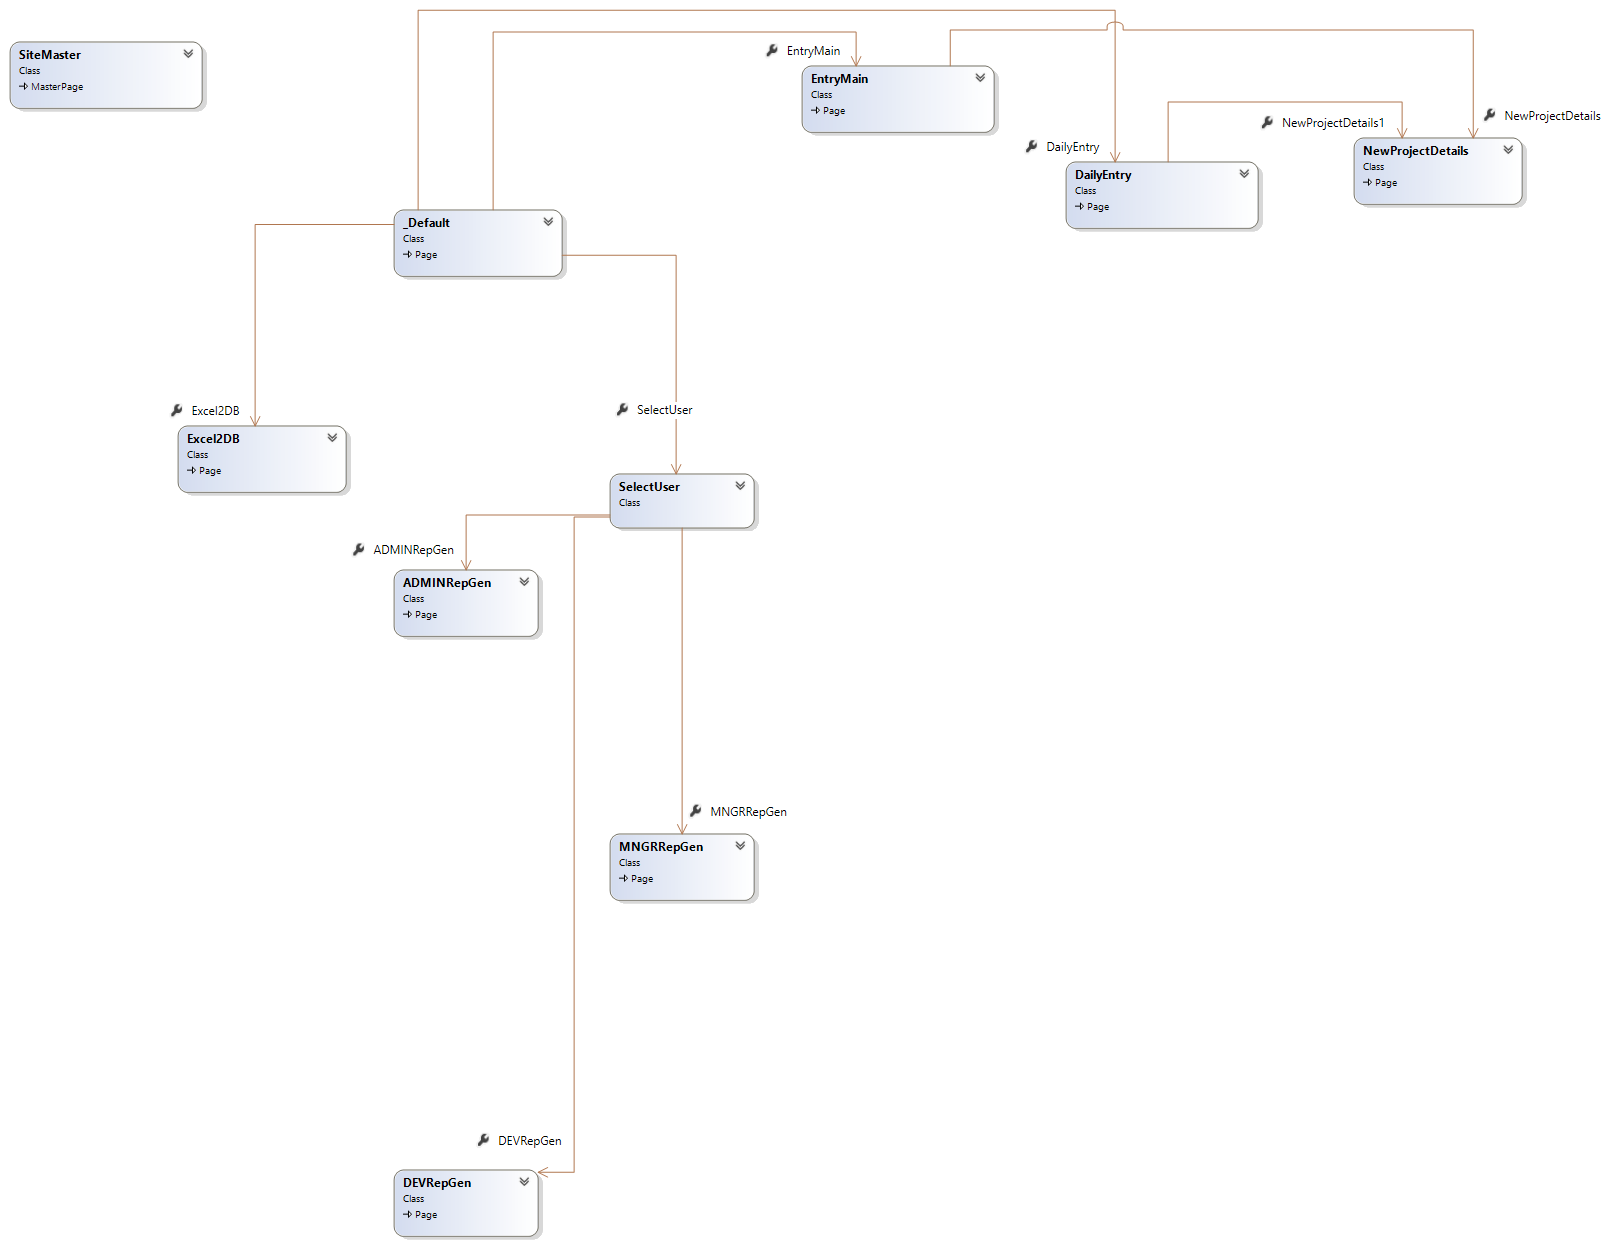 SiteMaster
Class
MasterPage
EntryMain
EntryMain
Class
Page
NewProjectDetails1
NewProjectDetails
NewProjectDetails
Class
Page
DailyEntry
DailyEntry
Class
Page
_Default
Class
Page
Excel2DB
Excel2DB
Class
Page
SelectUser
SelectUser
Class
ADMINRepGen
ADMINRepGen
Class
Page
MNGRRepGen
MNGRRepGen
Class
Page
DEVRepGen
DEVRepGen
Class
Page